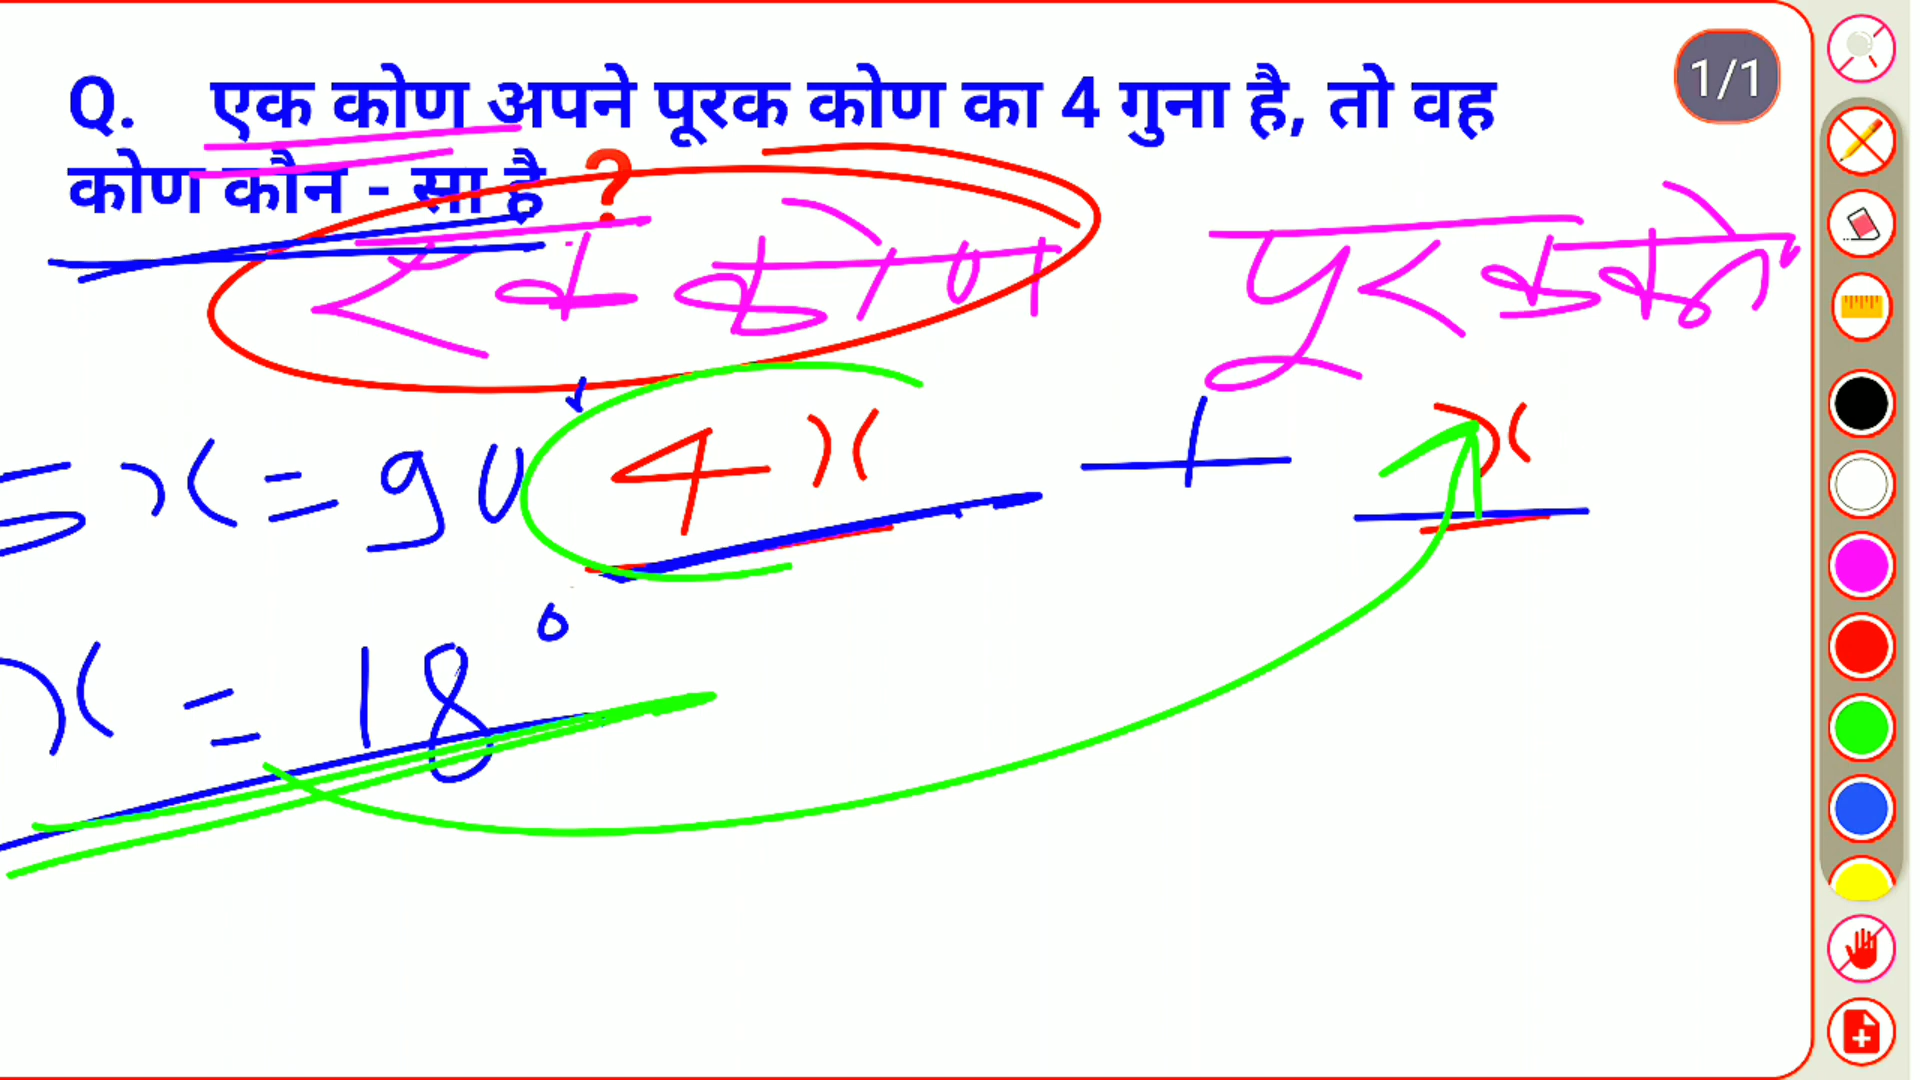 Q. एक कोण अपने पूरक कोण का 4 गुना है, तो वह
कोण कौन - सा है ?
1/1
एक कोण पूरक कोण
4x + x
5x = 90
x = 18°